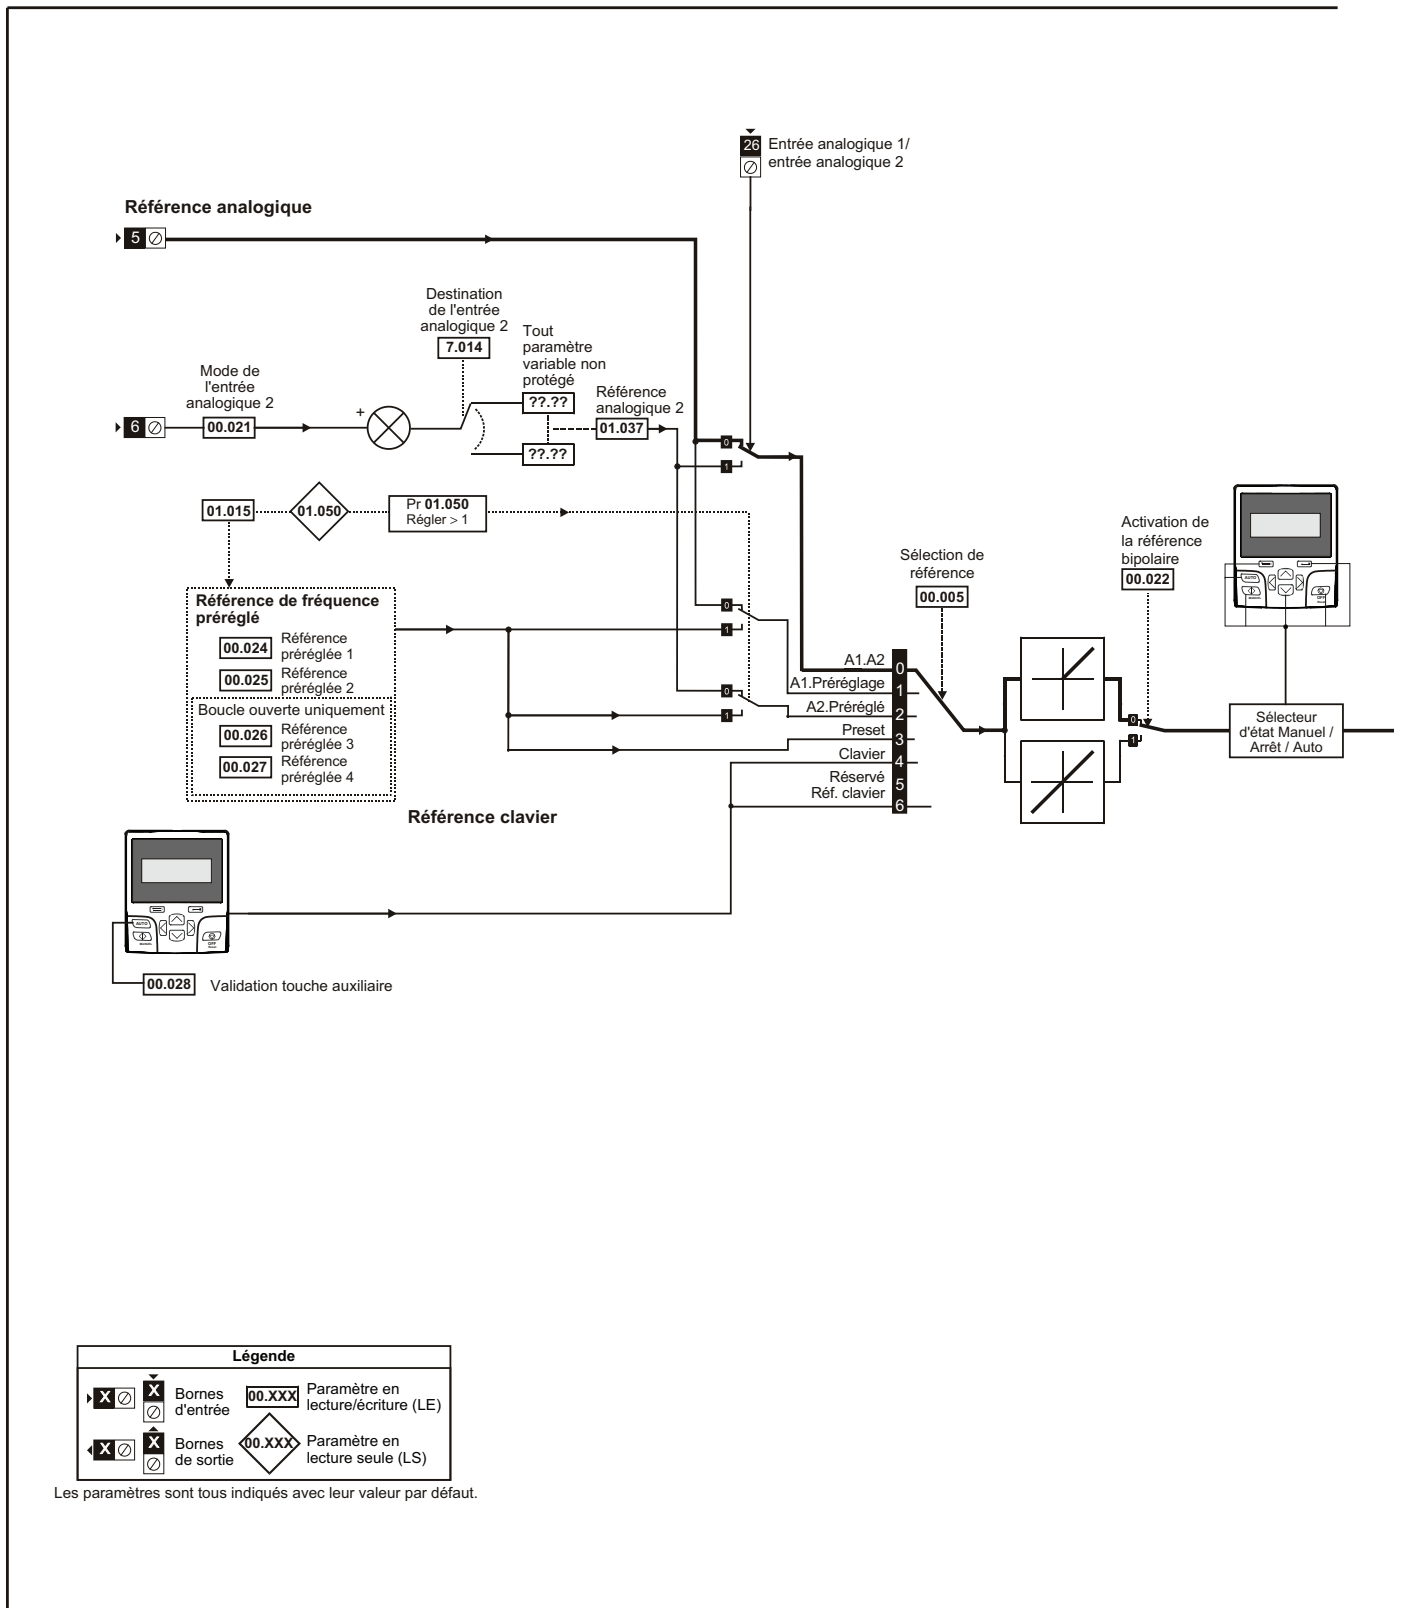 26
Entrée analogique 1/
entrée analogique 2
Référence analogique
5
Destination
de l'entrée
analogique 2
7.014
Tout
paramètre
variable non
protégé
??.??
??.??
Mode de
l'entrée
analogique 2
6
00.021
+
Référence
analogique 2
01.037
0
1
01.015
01.050
Pr 01.050
Régler > 1
Référence de fréquence
préréglé
00.024
Référence
préréglée 1
00.025
Référence
préréglée 2
Boucle ouverte uniquement
00.026
Référence
préréglée 3
00.027
Référence
préréglée 4
0
1
0
1
Sélection de
référence
00.005
A1.A2
0
A1.Préréglage
1
A2.Préréglé
2
Preset
3
Clavier
4
Réservé
5
Réf. clavier
6
Activation de
la référence
bipolaire
00.022
0
1
AUTO
OFF
Sélecteur
d'état Manuel /
Arrêt / Auto
Référence clavier
AUTO
OFF
00.028
Validation touche auxiliaire
Légende
X
X
Bornes
d'entrée
00.XXX
Paramètre en
lecture/écriture (LE)
X
X
Bornes
de sortie
00.XXX
Paramètre en
lecture seule (LS)
Les paramètres sont tous indiqués avec leur valeur par défaut.